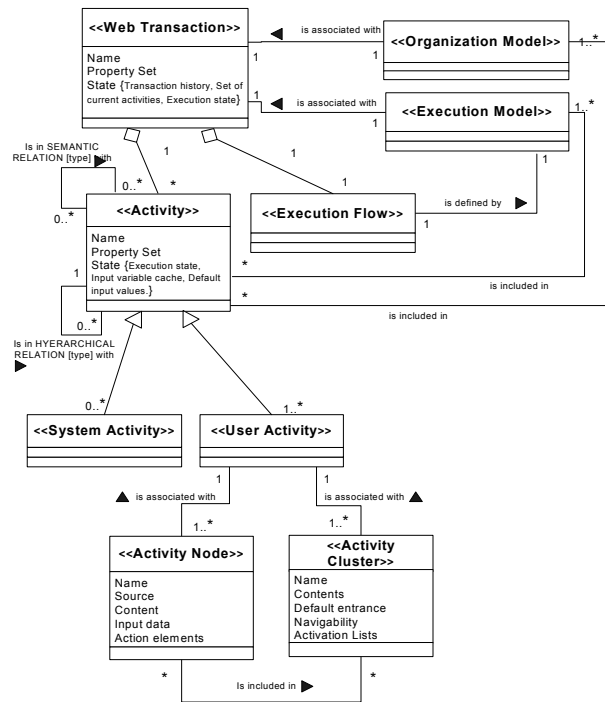 <<Web Transaction>>
Name
Property Set
State {Transaction history, Set of
current activities, Execution state}
is associated with
1
1
<<Organization Model>>
1..*
1
is associated with
1
<<Execution Model>>
1..*
1
1
1
Is in SEMANTIC
RELATION [type] with
0..*
*
0..*
<<Activity>>
Name
Property Set
State {Execution state,
Input variable cache, Default
input values.}
1
<<Execution Flow>>
1
is defined by
*
is included in
*
is included in
1
0..*
Is in HYERARCHICAL
RELATION [type] with
0..*
1..*
<<System Activity>>
<<User Activity>>
1
1
is associated with
is associated with
1..*
1..*
<<Activity Node>>
Name
Source
Content
Input data
Action elements
<<Activity
Cluster>>
Name
Contents
Default entrance
Navigability
Activation Lists
*
Is included in
*